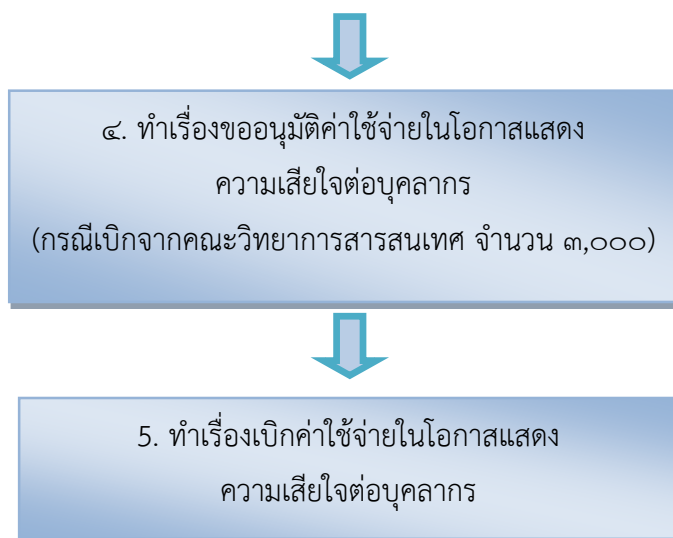 ๔. ทำเรื่องขออนุมัติค่าใช้จ่ายในโอกาสแสดง
ความเสียใจต่อบุคลากร
(กรณีเบิกจากคณะวิทยาการสารสนเทศ จำนวน ๓,๐๐๐)
5. ทำเรื่องเบิกค่าใช้จ่ายในโอกาสแสดง
ความเสียใจต่อบุคลากร